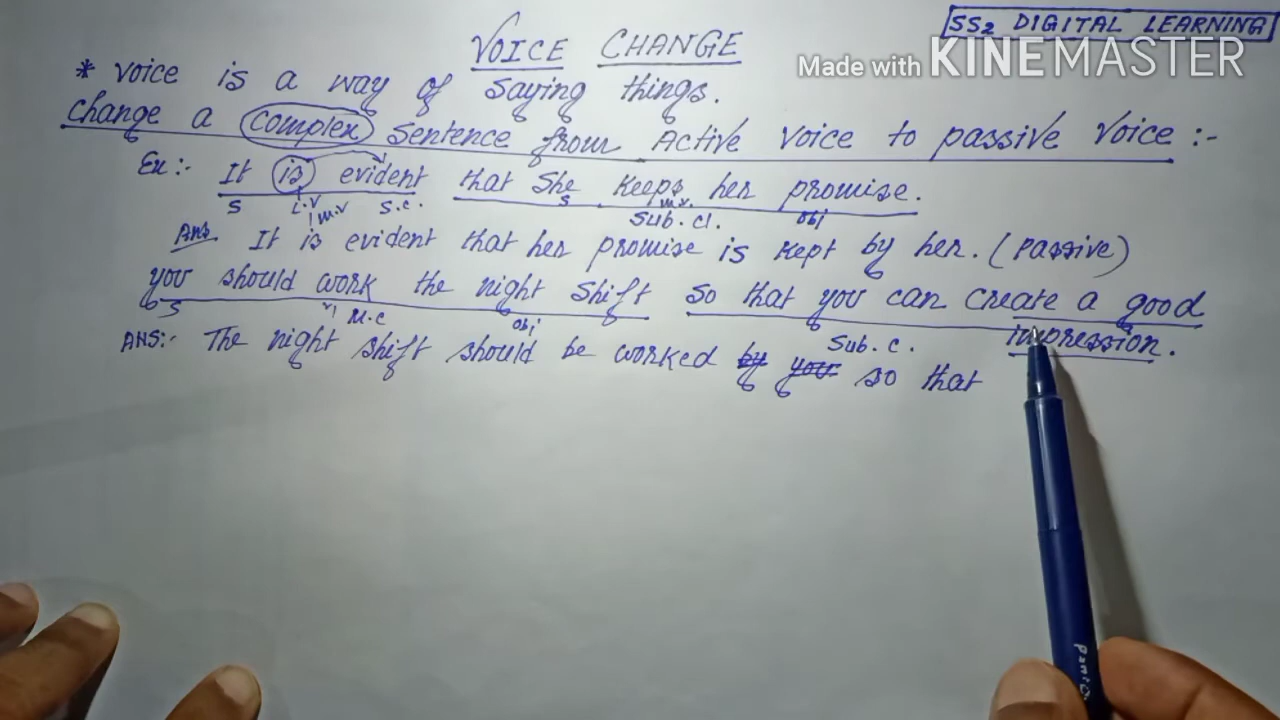 SS2 DIGITAL LEARNING
Made with KINEMASTER
VOICE CHANGE
* Voice is a way of saying things.
change a complex sentence from Active voice to passive voice :-
Ex:- It is evident that She keeps her promise.
S L.V S.C. S M.V. obj
M.V Sub. Cl.
Ans It is evident that her promise is kept by her. (passive)
you should work the night shift so that you can create a good
impression.
S V M.C obj Sub. C.
ANS:- The night shift should be worked by you so that